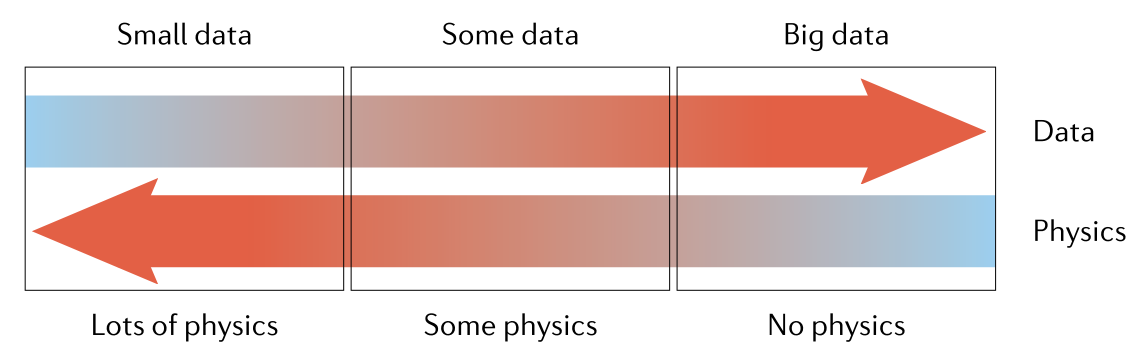 Small data
Some data
Big data
Data
Physics
Lots of physics
Some physics
No physics